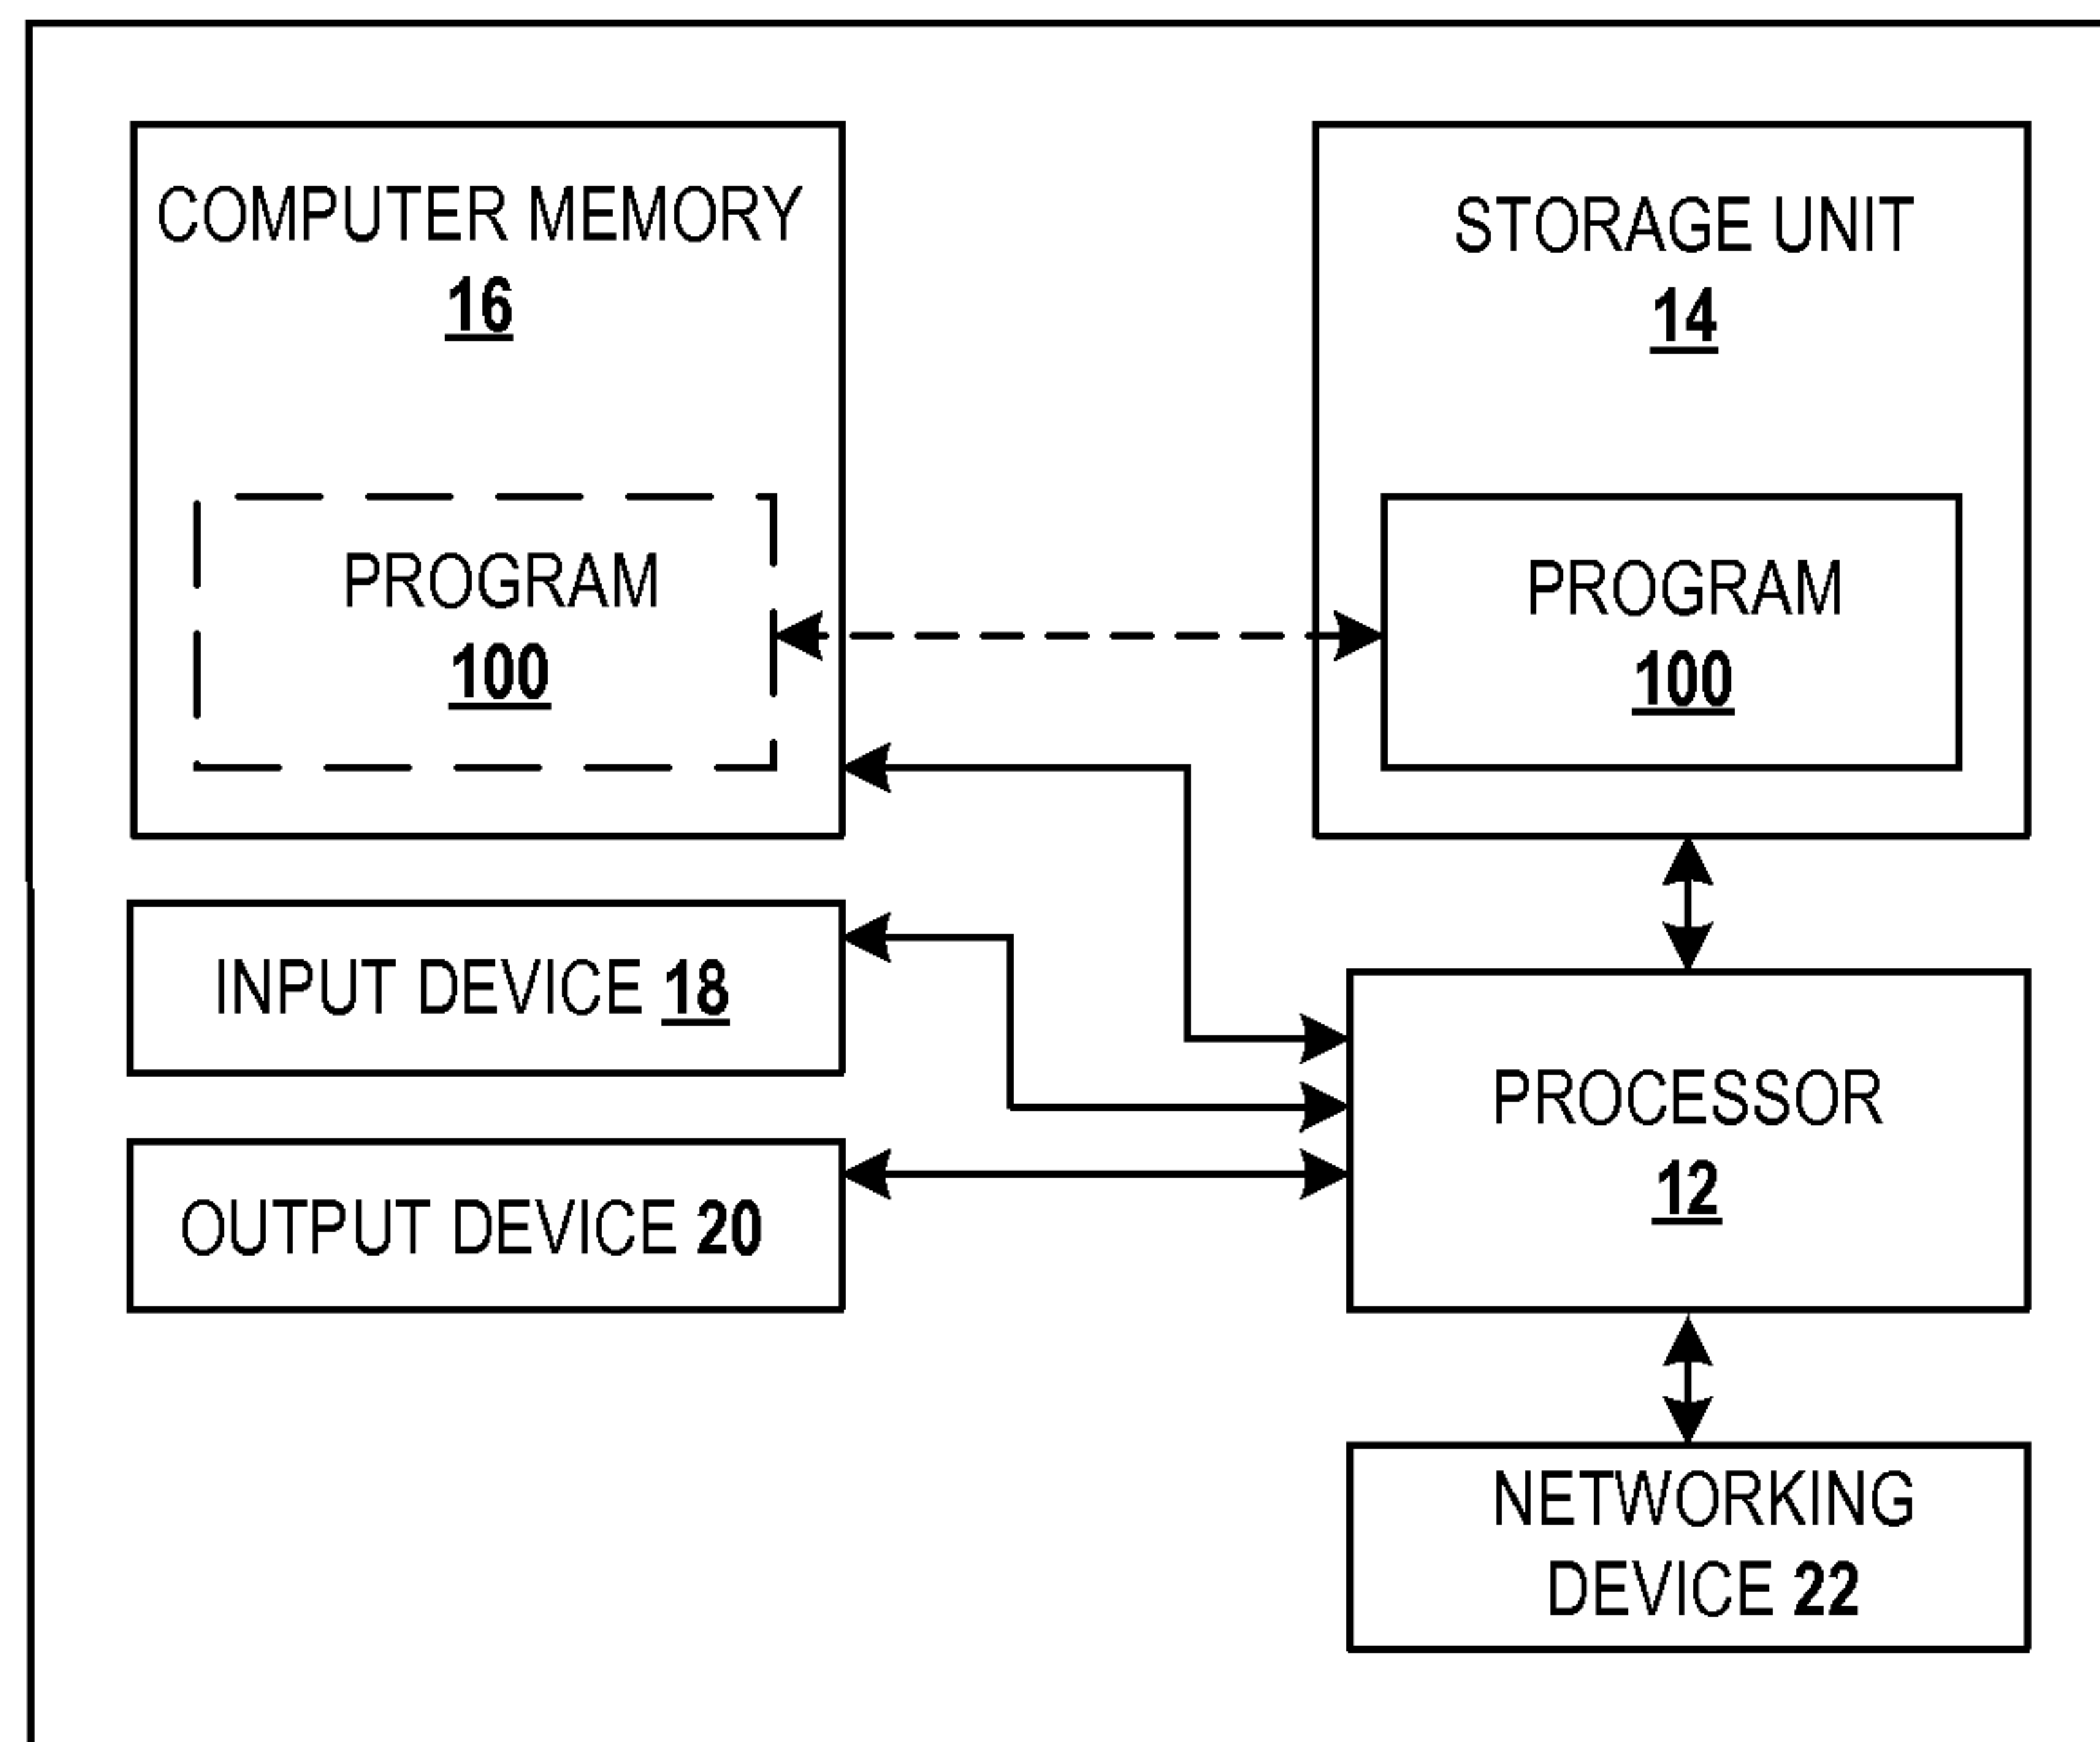 COMPUTER MEMORY
16
PROGRAM
100
STORAGE UNIT
14
PROGRAM
100
INPUT DEVICE 18
OUTPUT DEVICE 20
PROCESSOR
12
NETWORKING
DEVICE 22